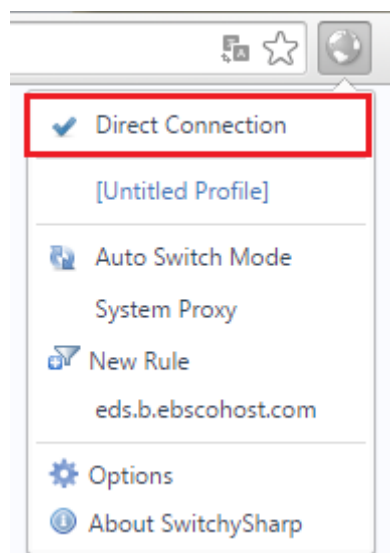 Direct Connection
[Untitled Profile]
Auto Switch Mode
System Proxy
New Rule
eds.b.ebscohost.com
Options
About SwitchySharp